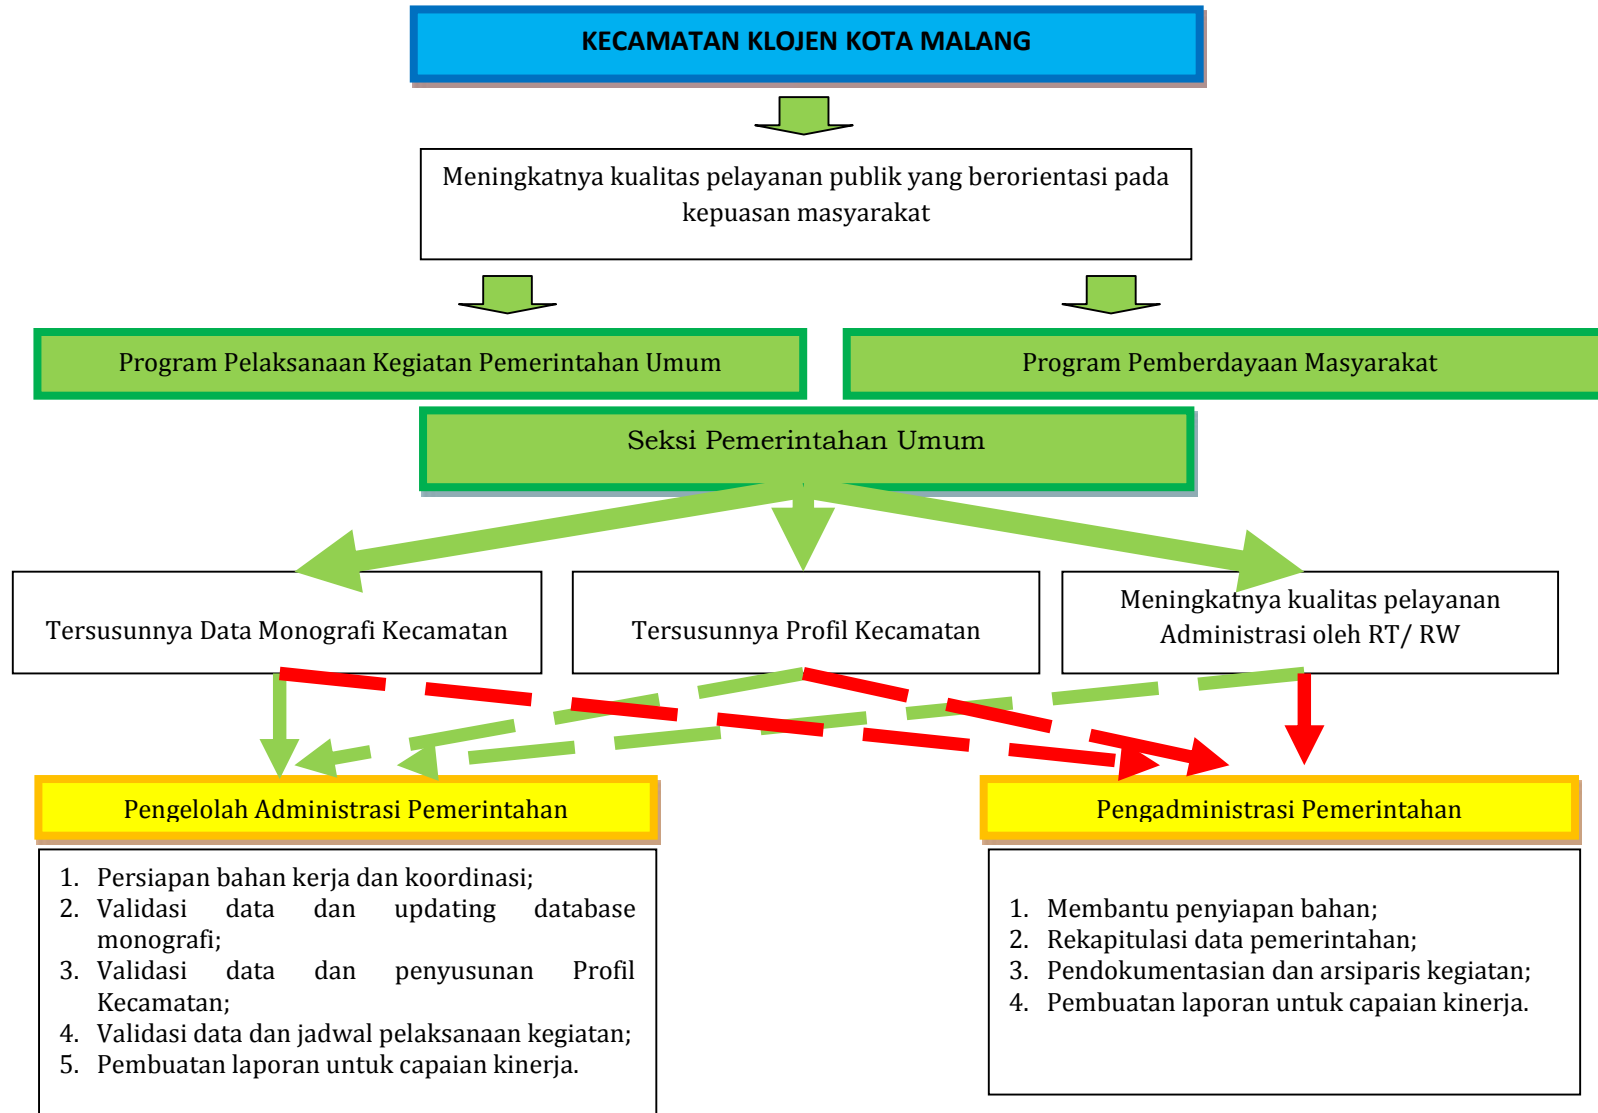 KECAMATAN KLOJEN KOTA MALANG
Meningkatnya kualitas pelayanan publik yang berorientasi pada
kepuasan masyarakat
Program Pelaksanaan Kegiatan Pemerintahan Umum
Program Pemberdayaan Masyarakat
Seksi Pemerintahan Umum
Tersusunnya Data Monografi Kecamatan
Tersusunnya Profil Kecamatan
Meningkatnya kualitas pelayanan
Administrasi oleh RT/ RW
Pengelolah Administrasi Pemerintahan
1. Persiapan bahan kerja dan koordinasi;
2. Validasi data dan updating database
monografi;
3. Validasi data dan penyusunan Profil
Kecamatan;
4. Validasi data dan jadwal pelaksanaan kegiatan;
5. Pembuatan laporan untuk capaian kinerja.
Pengadministrasi Pemerintahan
1. Membantu penyiapan bahan;
2. Rekapitulasi data pemerintahan;
3. Pendokumentasian dan arsiparis kegiatan;
4. Pembuatan laporan untuk capaian kinerja.